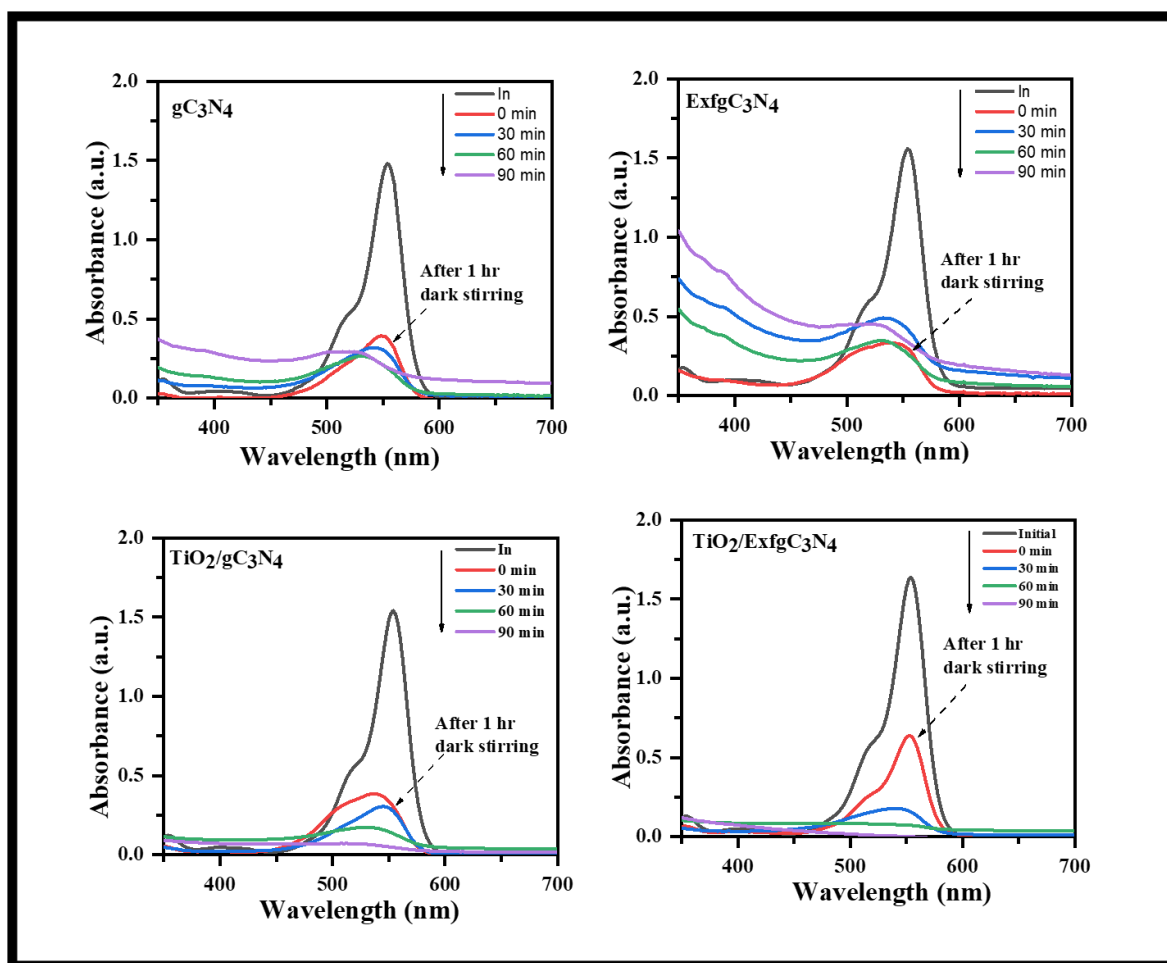 gC3N4
In
0 min
30 min
60 min
90 min
After 1 hr
dark stirring
2.0
1.5
1.0
0.5
0.0
400 500 600 700
Absorbance (a.u.)
Wavelength (nm)
ExfgC3N4
In
0 min
30 min
60 min
90 min
After 1 hr
dark stirring
2.0
1.5
1.0
0.5
0.0
400 500 600 700
Absorbance (a.u.)
Wavelength (nm)
TiO2/gC3N4
In
0 min
30 min
60 min
90 min
After 1 hr
dark stirring
2.0
1.5
1.0
0.5
0.0
400 500 600 700
Absorbance (a.u.)
Wavelength (nm)
TiO2/ExfgC3N4
Initial
0 min
30 min
60 min
90 min
After 1 hr
dark stirring
2.0
1.5
1.0
0.5
0.0
400 500 600 700
Absorbance (a.u.)
Wavelength (nm)